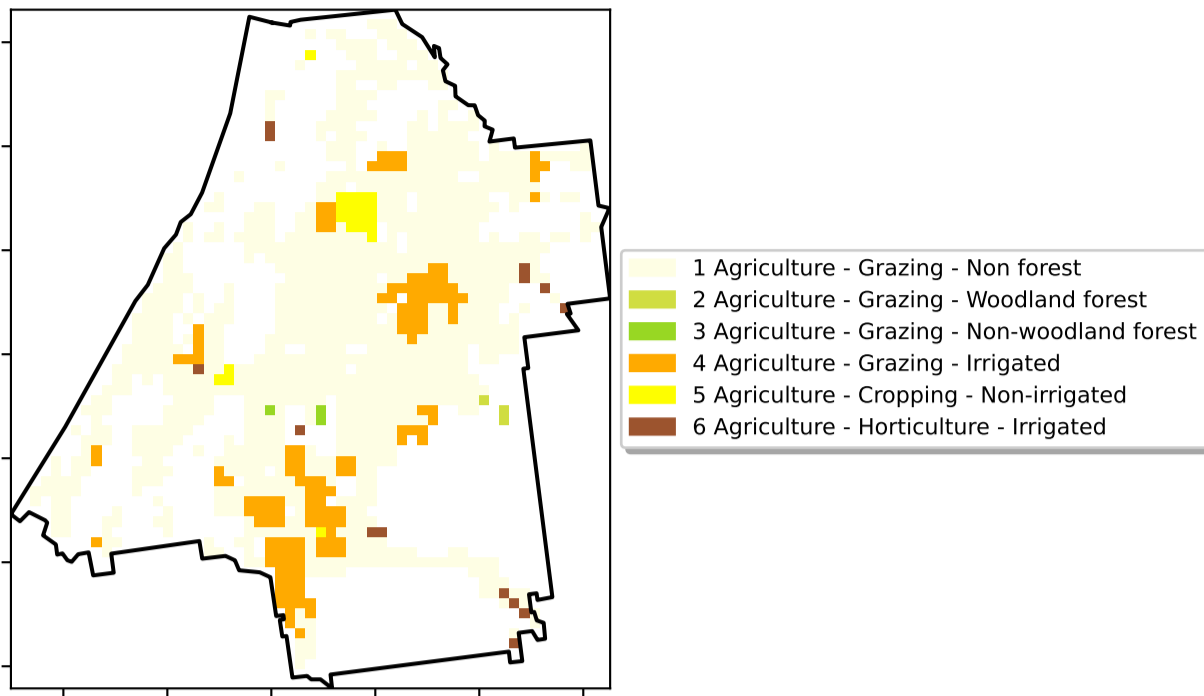 1 Agriculture - Grazing - Non forest
2 Agriculture - Grazing - Woodland forest
3 Agriculture - Grazing - Non-woodland forest
4 Agriculture - Grazing - Irrigated
5 Agriculture - Cropping - Non-irrigated
6 Agriculture - Horticulture - Irrigated